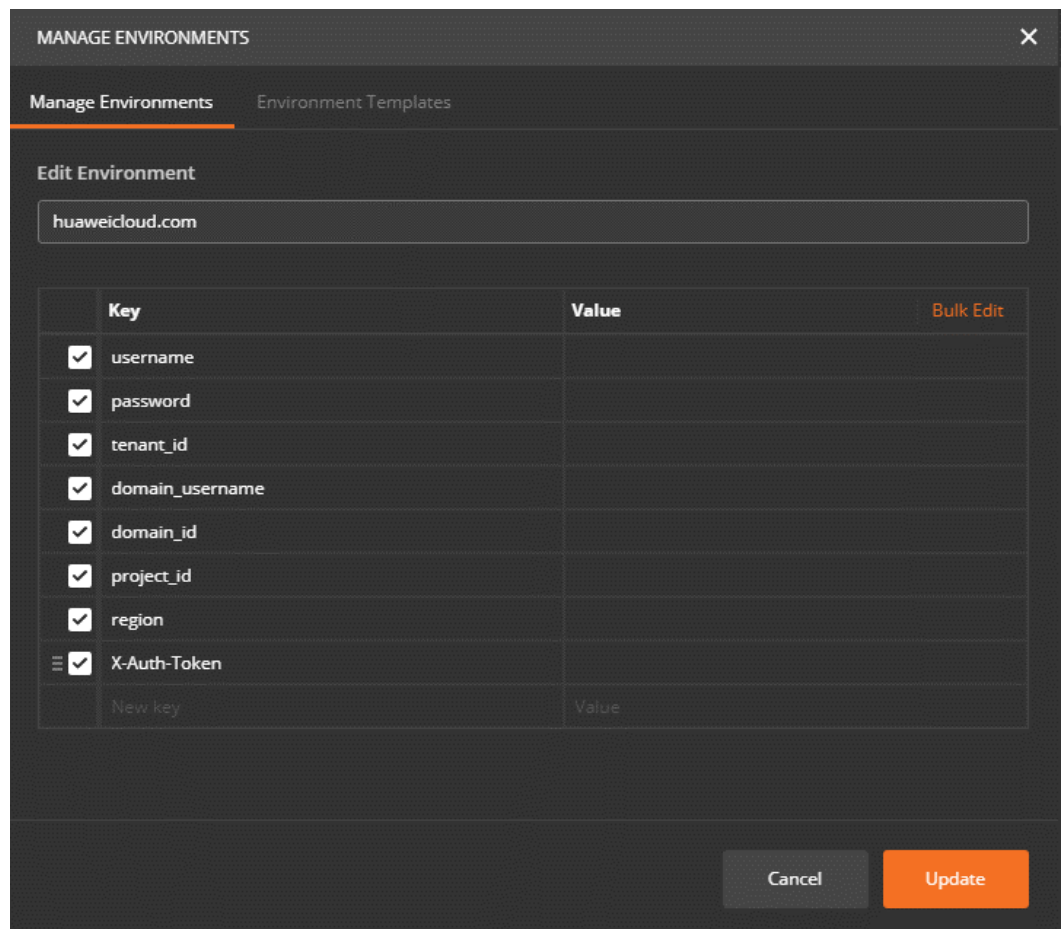 MANAGE ENVIRONMENTS
Manage Environments Environment Templates
Edit Environment
huaweicloud.com
Key Value Bulk Edit
username
password
tenant_id
domain_username
domain_id
project_id
region
X-Auth-Token
New key Value
Cancel Update